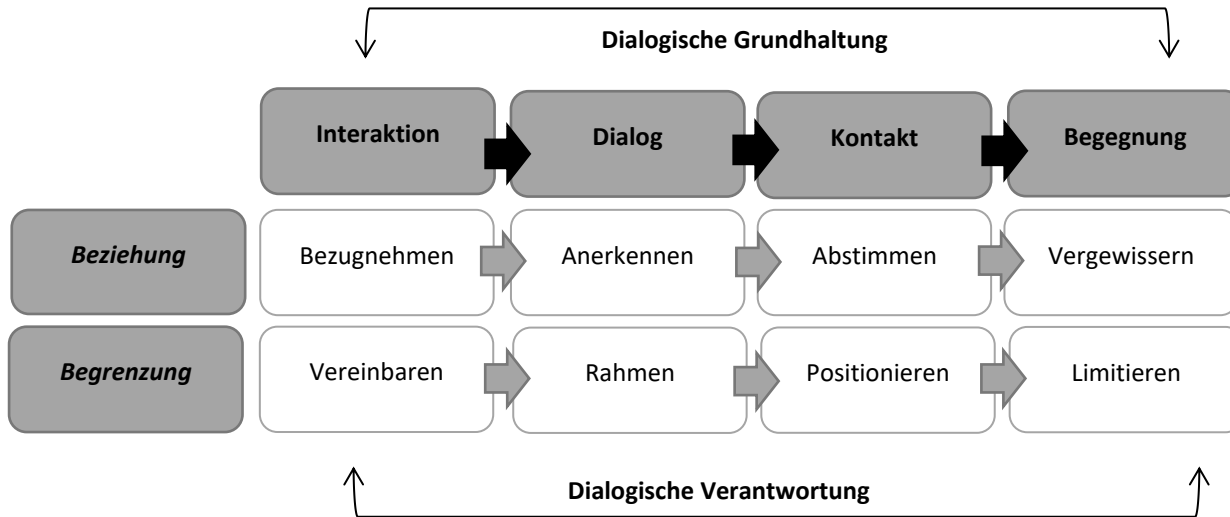 Dialogische Grundhaltung
Interaktion Dialog Kontakt Begegnung
Beziehung Bezugnehmen Anerkennen Abstimmen Vergewissern
Begrenzung Vereinbaren Rahmen Positionieren Limitieren
Dialogische Verantwortung